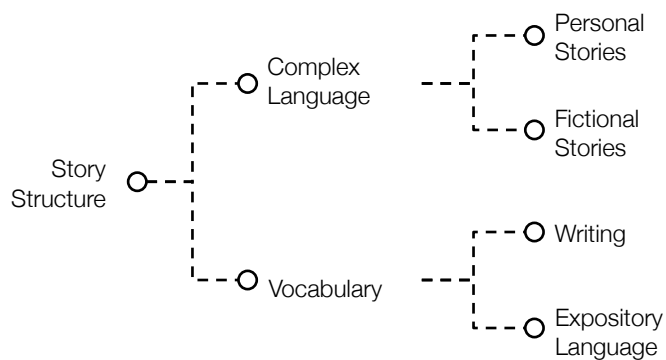 Story
Structure
Complex
Language
Personal
Stories
Fictional
Stories
Vocabulary
Writing
Expository
Language